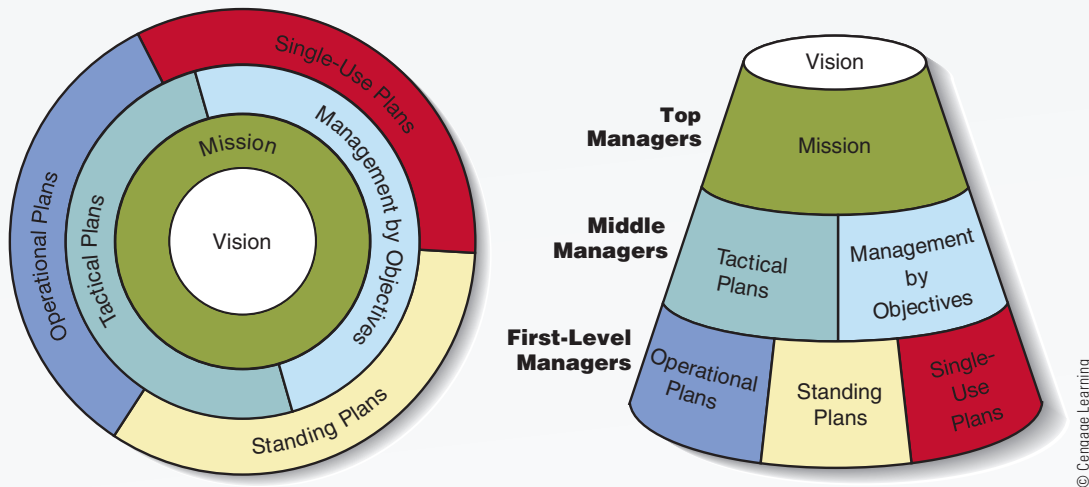 Single-Use Plans
Operational Plans
Tactical Plans
Management by Objectives
Mission
Vision
Standing Plans
Vision
Top
Managers
Mission
Middle
Managers
Tactical
Plans
Management
by
Objectives
First-Level
Managers
Operational
Plans
Standing
Plans
Single-
Use
Plans
© Cengage Learning